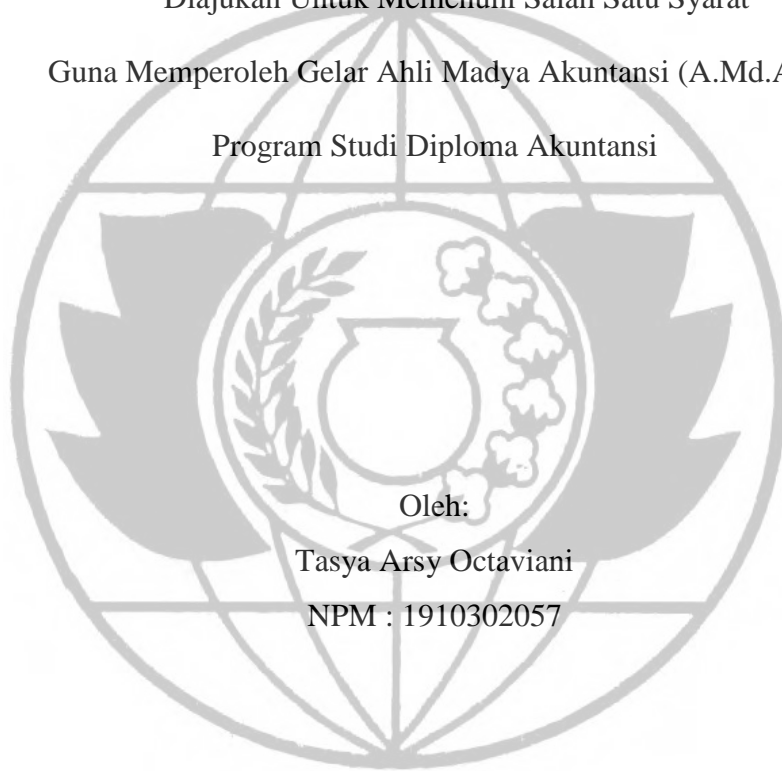 Diajukan Untuk Memenuhi Salah Satu Syarat
Guna Memperoleh Gelar Ahli Madya Akuntansi (A.Md.A
Program Studi Diploma Akuntansi
Oleh:
Tasya Arsy Octaviani
NPM : 1910302057